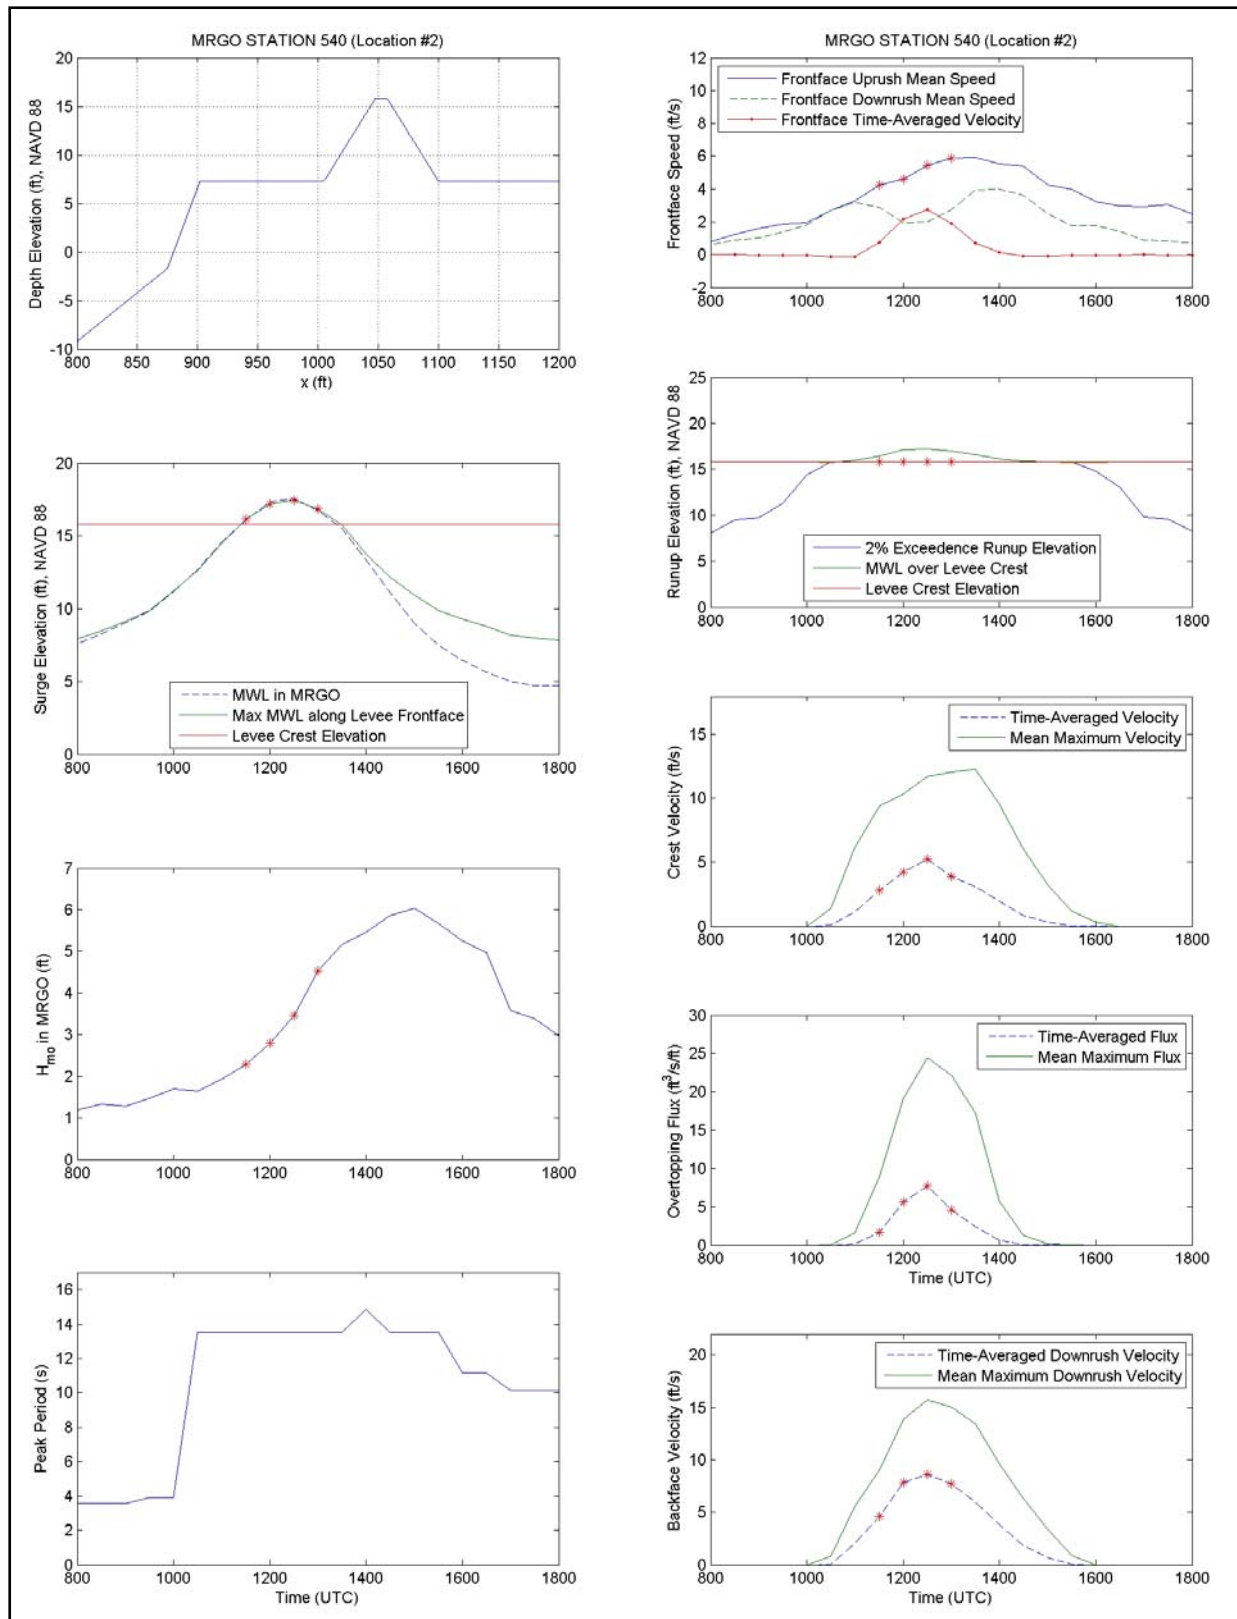 MRGO STATION 540 (Location #2)
20
15
10
5
0
-5
-10
800 850 900 950 1000 1050 1100 1150 1200
x (ft)
Depth Elevation (ft), NAVD 88
20
15
10
5
0
MWL in MRGO
Max MWL along Levee Frontface
Levee Crest Elevation
800 1000 1200 1400 1600 1800
Surge Elevation (ft), NAVD 88
7
6
5
4
3
2
1
0
800 1000 1200 1400 1600 1800
Hmo in MRGO (ft)
16
14
12
10
8
6
4
2
0
800 1000 1200 1400 1600 1800
Time (UTC)
Peak Period (s)
MRGO STATION 540 (Location #2)
12
10
8
6
4
2
0
-2
Frontface Uprush Mean Speed
Frontface Downrush Mean Speed
Frontface Time-Averaged Velocity
800 1000 1200 1400 1600 1800
Frontface Speed (ft/s)
25
20
15
10
5
0
2% Exceedence Runup Elevation
MWL over Levee Crest
Levee Crest Elevation
800 1000 1200 1400 1600 1800
Runup Elevation (ft), NAVD 88
15
10
5
0
Time-Averaged Velocity
Mean Maximum Velocity
800 1000 1200 1400 1600 1800
Crest Velocity (ft/s)
30
25
20
15
10
5
0
Time-Averaged Flux
Mean Maximum Flux
800 1000 1200 1400 1600 1800
Time (UTC)
Overtopping Flux (ft³/s/ft)
20
15
10
5
0
Time-Averaged Downrush Velocity
Mean Maximum Downrush Velocity
800 1000 1200 1400 1600 1800
Time (UTC)
Backface Velocity (ft/s)